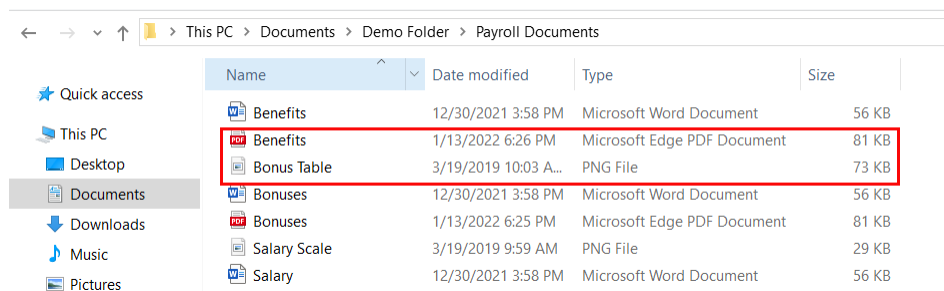 This PC > Documents > Demo Folder > Payroll Documents
Name Date modified Type Size
Quick access
This PC
Desktop
Documents
Downloads
Music
Pictures
Benefits 12/30/2021 3:58 PM Microsoft Word Document 56 KB
PDF Benefits 1/13/2022 6:26 PM Microsoft Edge PDF Document 81 KB
Bonus Table 3/19/2019 10:03 A... PNG File 73 KB
Bonuses 12/30/2021 3:58 PM Microsoft Word Document 56 KB
PDF Bonuses 1/13/2022 6:25 PM Microsoft Edge PDF Document 81 KB
Salary Scale 3/19/2019 9:59 AM PNG File 29 KB
Salary 12/30/2021 3:58 PM Microsoft Word Document 56 KB